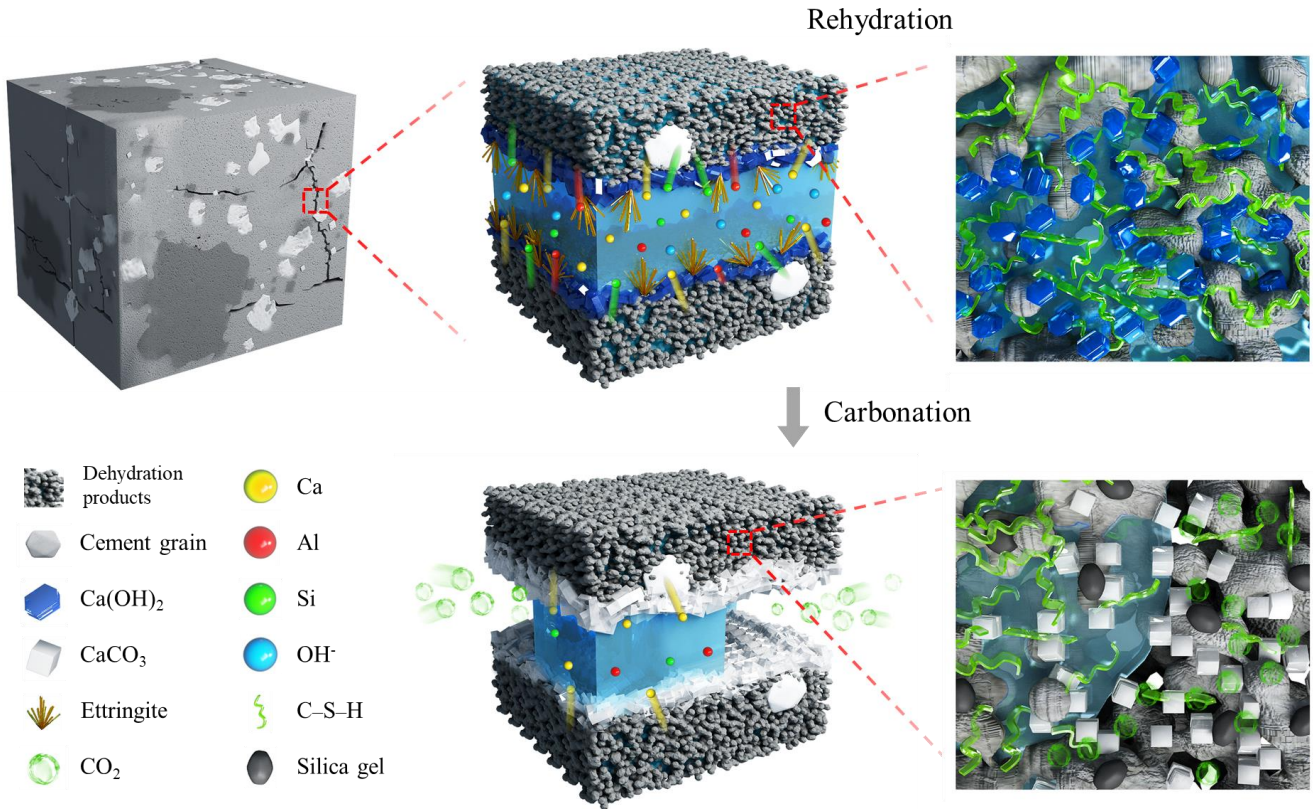 Rehydration
Carbonation
Dehydration
products
Cement grain
Ca(OH)₂
CaCO₃
Ettringite
CO₂
Ca
Al
Si
OH⁻
C–S–H
Silica gel